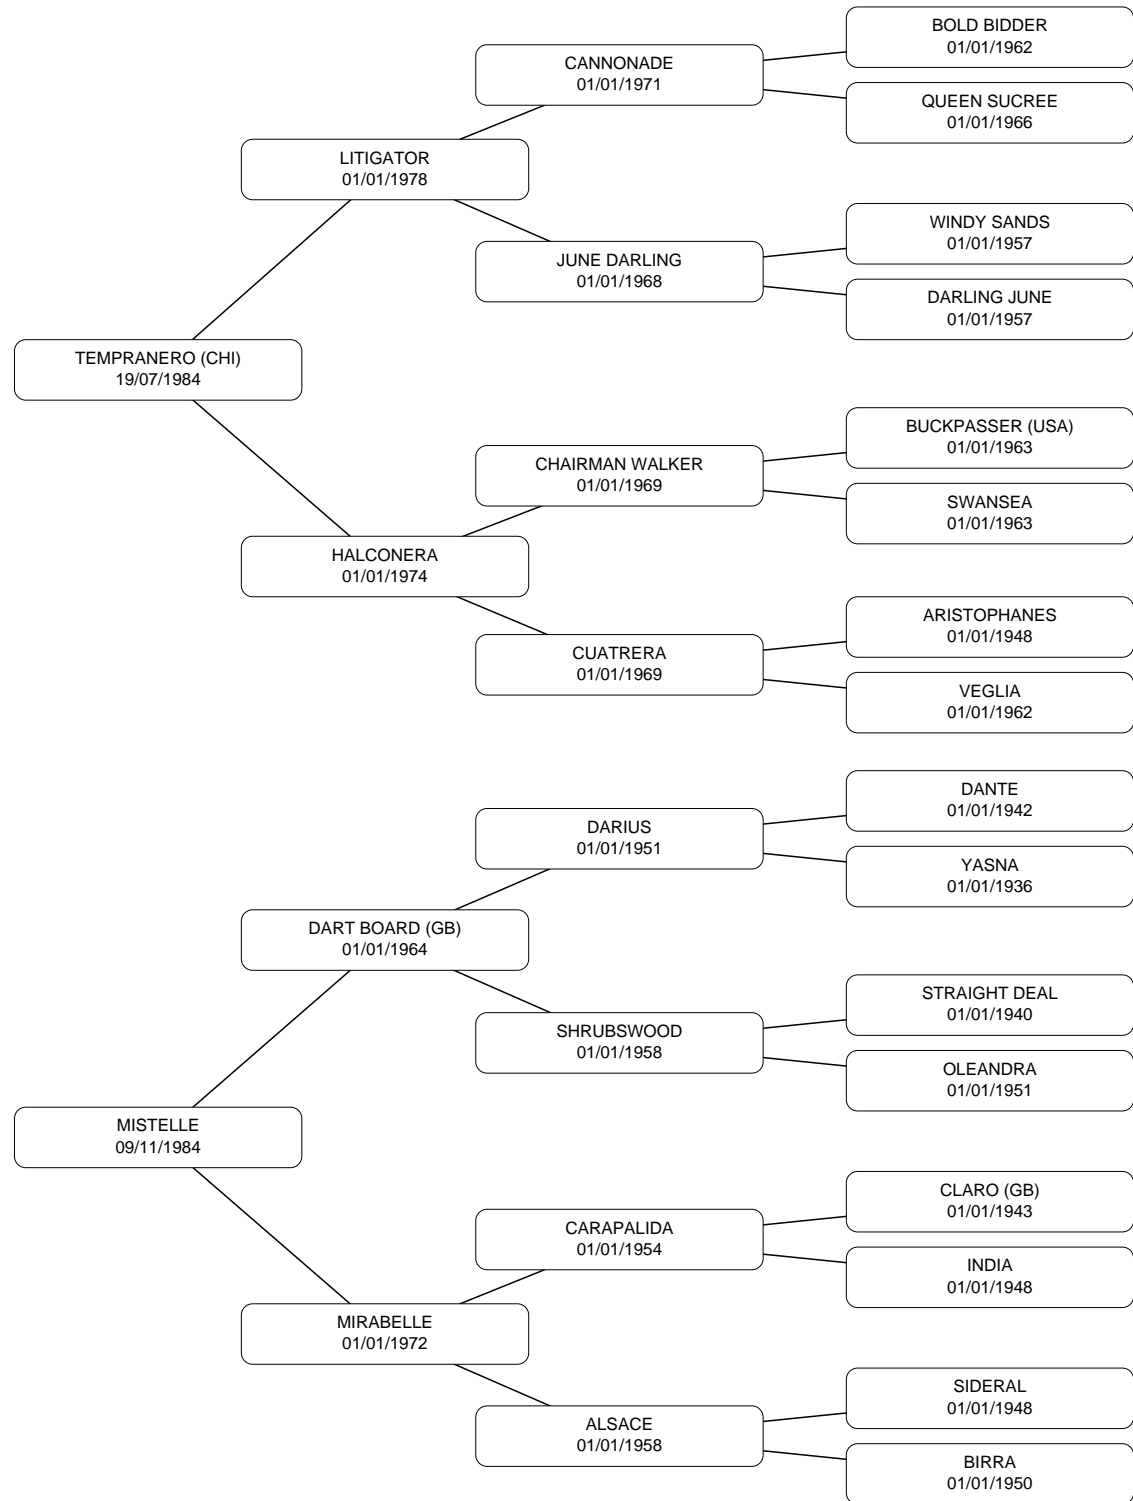 BOLD BIDDER
01/01/1962
CANNONADE
01/01/1971
QUEEN SUCREE
01/01/1966
LITIGATOR
01/01/1978
WINDY SANDS
01/01/1957
JUNE DARLING
01/01/1968
DARLING JUNE
01/01/1957
TEMPRANERO (CHI)
19/07/1984
BUCKPASSER (USA)
01/01/1963
CHAIRMAN WALKER
01/01/1969
SWANSEA
01/01/1963
HALCONERA
01/01/1974
ARISTOPHANES
01/01/1948
CUATRERA
01/01/1969
VEGLIA
01/01/1962
DANTE
01/01/1942
DARIUS
01/01/1951
YASNA
01/01/1936
DART BOARD (GB)
01/01/1964
STRAIGHT DEAL
01/01/1940
SHRUBSWOOD
01/01/1958
OLEANDRA
01/01/1951
MISTELLE
09/11/1984
CLARO (GB)
01/01/1943
CARAPALIDA
01/01/1954
INDIA
01/01/1948
MIRABELLE
01/01/1972
SIDERAL
01/01/1948
ALSACE
01/01/1958
BIRRA
01/01/1950